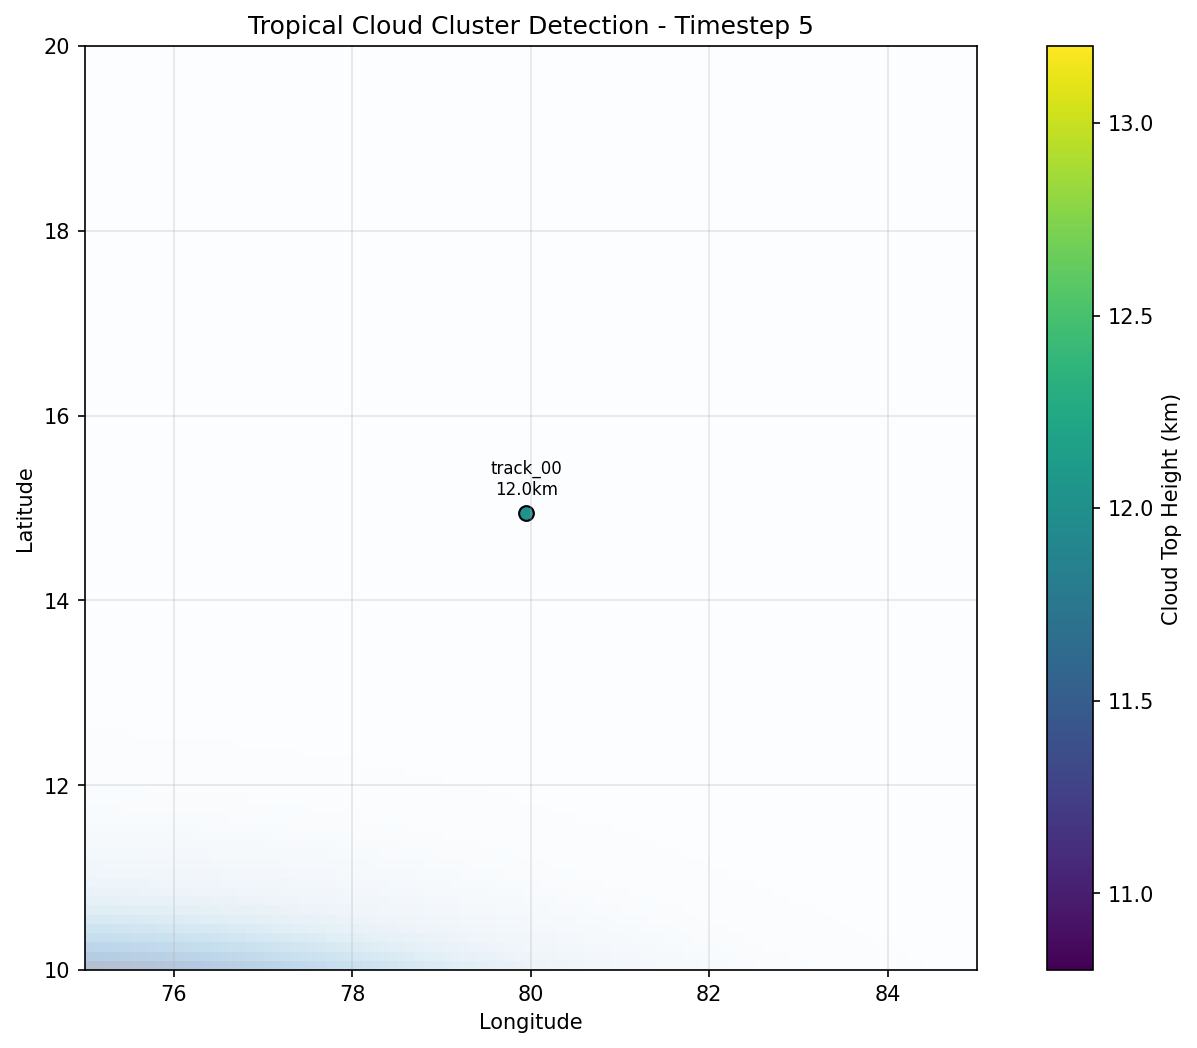 Tropical Cloud Cluster Detection - Timestep 5
20
18
16
14
12
10
Latitude
track_00
12.0km
76
78
80
82
84
Longitude
13.0
12.5
12.0
11.5
11.0
Cloud Top Height (km)